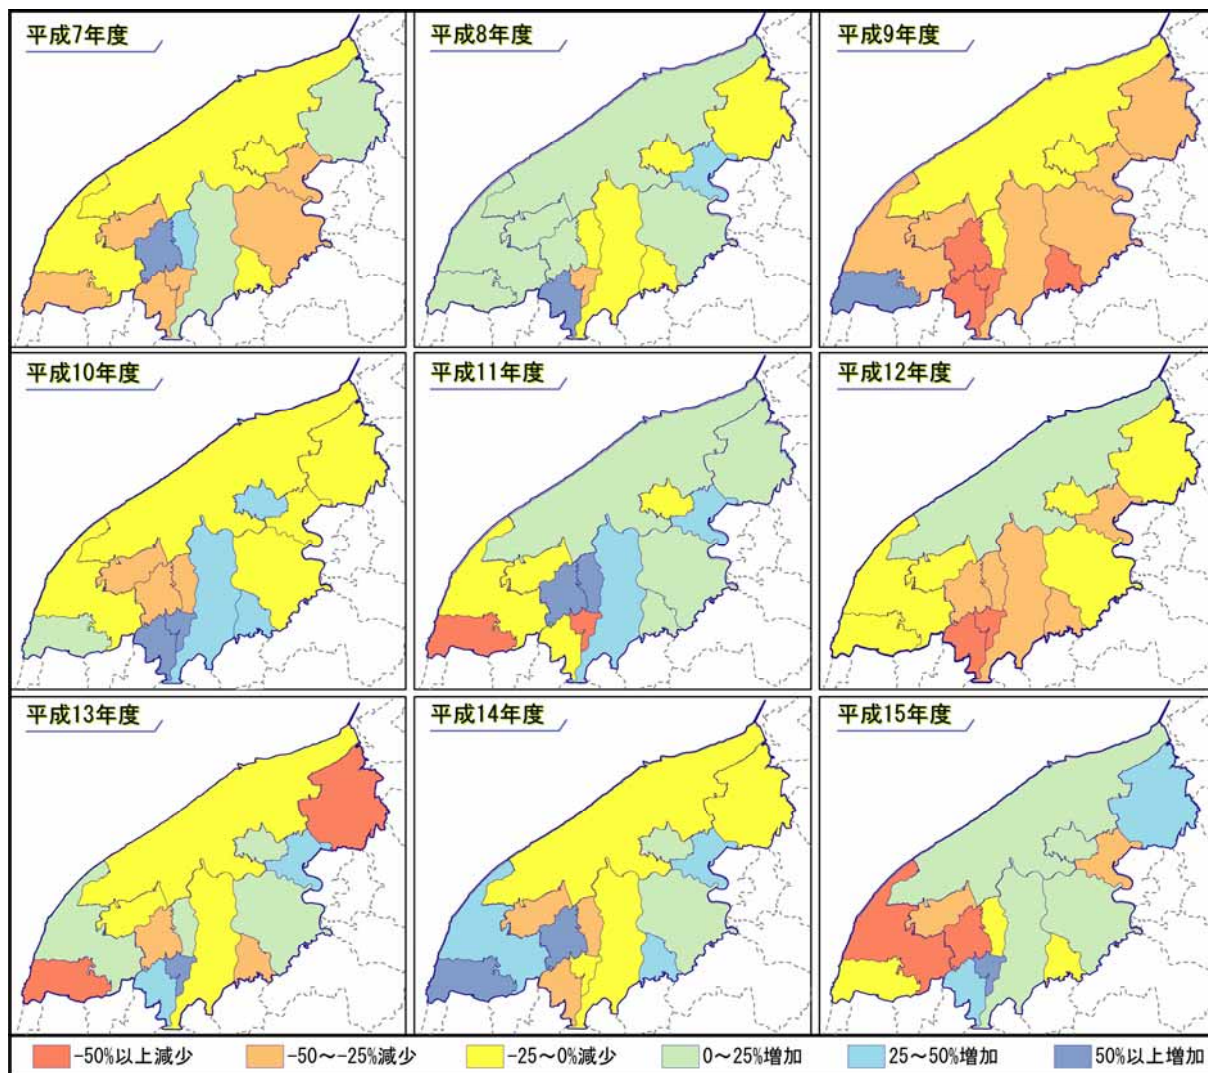 平成7年度
平成8年度
平成9年度
平成10年度
平成11年度
平成12年度
平成13年度
平成14年度
平成15年度
-50%以上減少
-50～-25%減少
-25～0%減少
0～25%増加
25～50%増加
50%以上増加